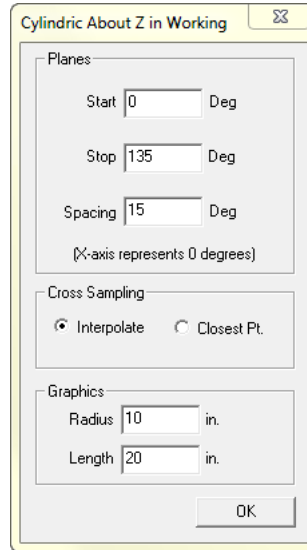 Cylindric About Z in Working
Planes
Start 0 Deg
Stop 135 Deg
Spacing 15 Deg
(X-axis represents 0 degrees)
Cross Sampling
Interpolate Closest Pt.
Graphics
Radius 10 in.
Length 20 in.
OK